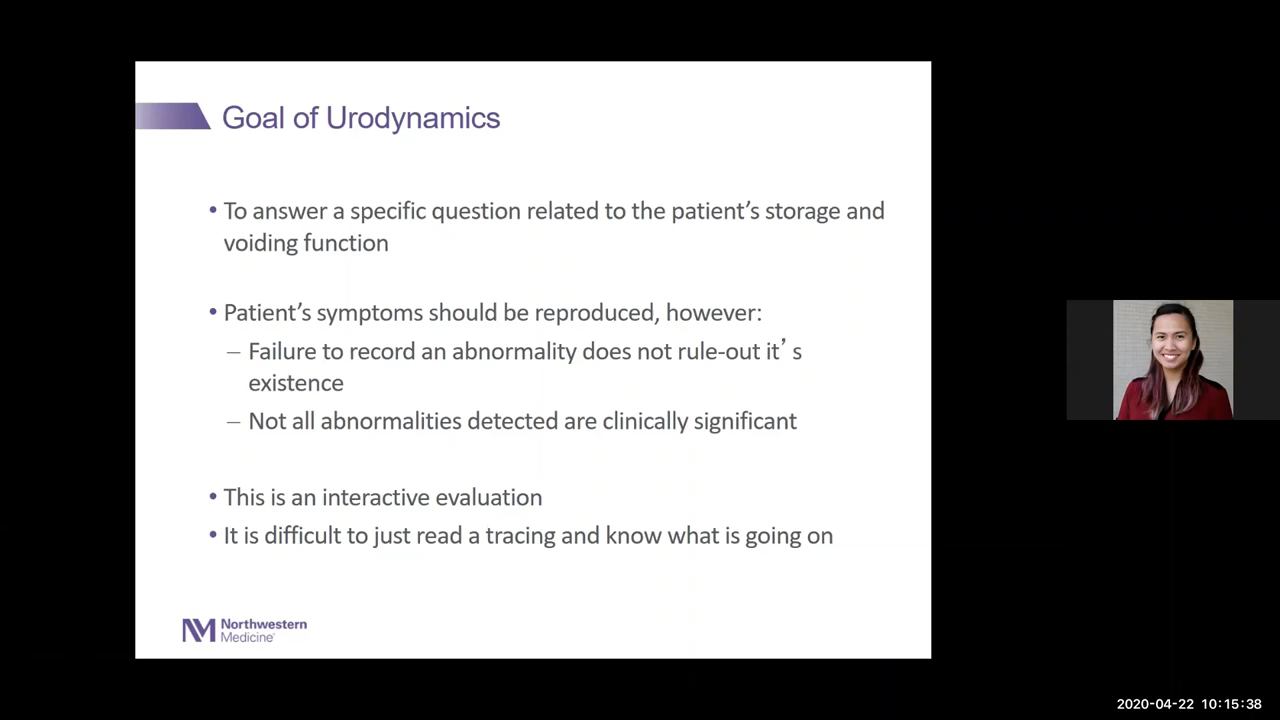 Goal of Urodynamics
• To answer a specific question related to the patient's storage and
voiding function
• Patient's symptoms should be reproduced, however:
– Failure to record an abnormality does not rule-out it's
existence
– Not all abnormalities detected are clinically significant
• This is an interactive evaluation
• It is difficult to just read a tracing and know what is going on
NM Northwestern
Medicine
2020-04-22 10:15:38